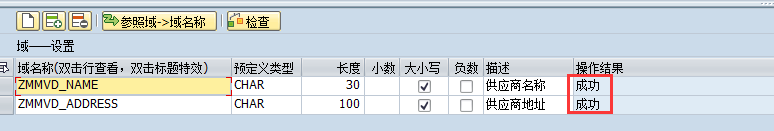 参照域->域名称 检查
域——设置
域名称(双击行查看，双击标题特效) 预定义类型 长度 小数 大小写 负数 描述 操作结果
ZMMVD_NAME CHAR 30 供应商名称 成功
ZMMVD_ADDRESS CHAR 100 供应商地址 成功